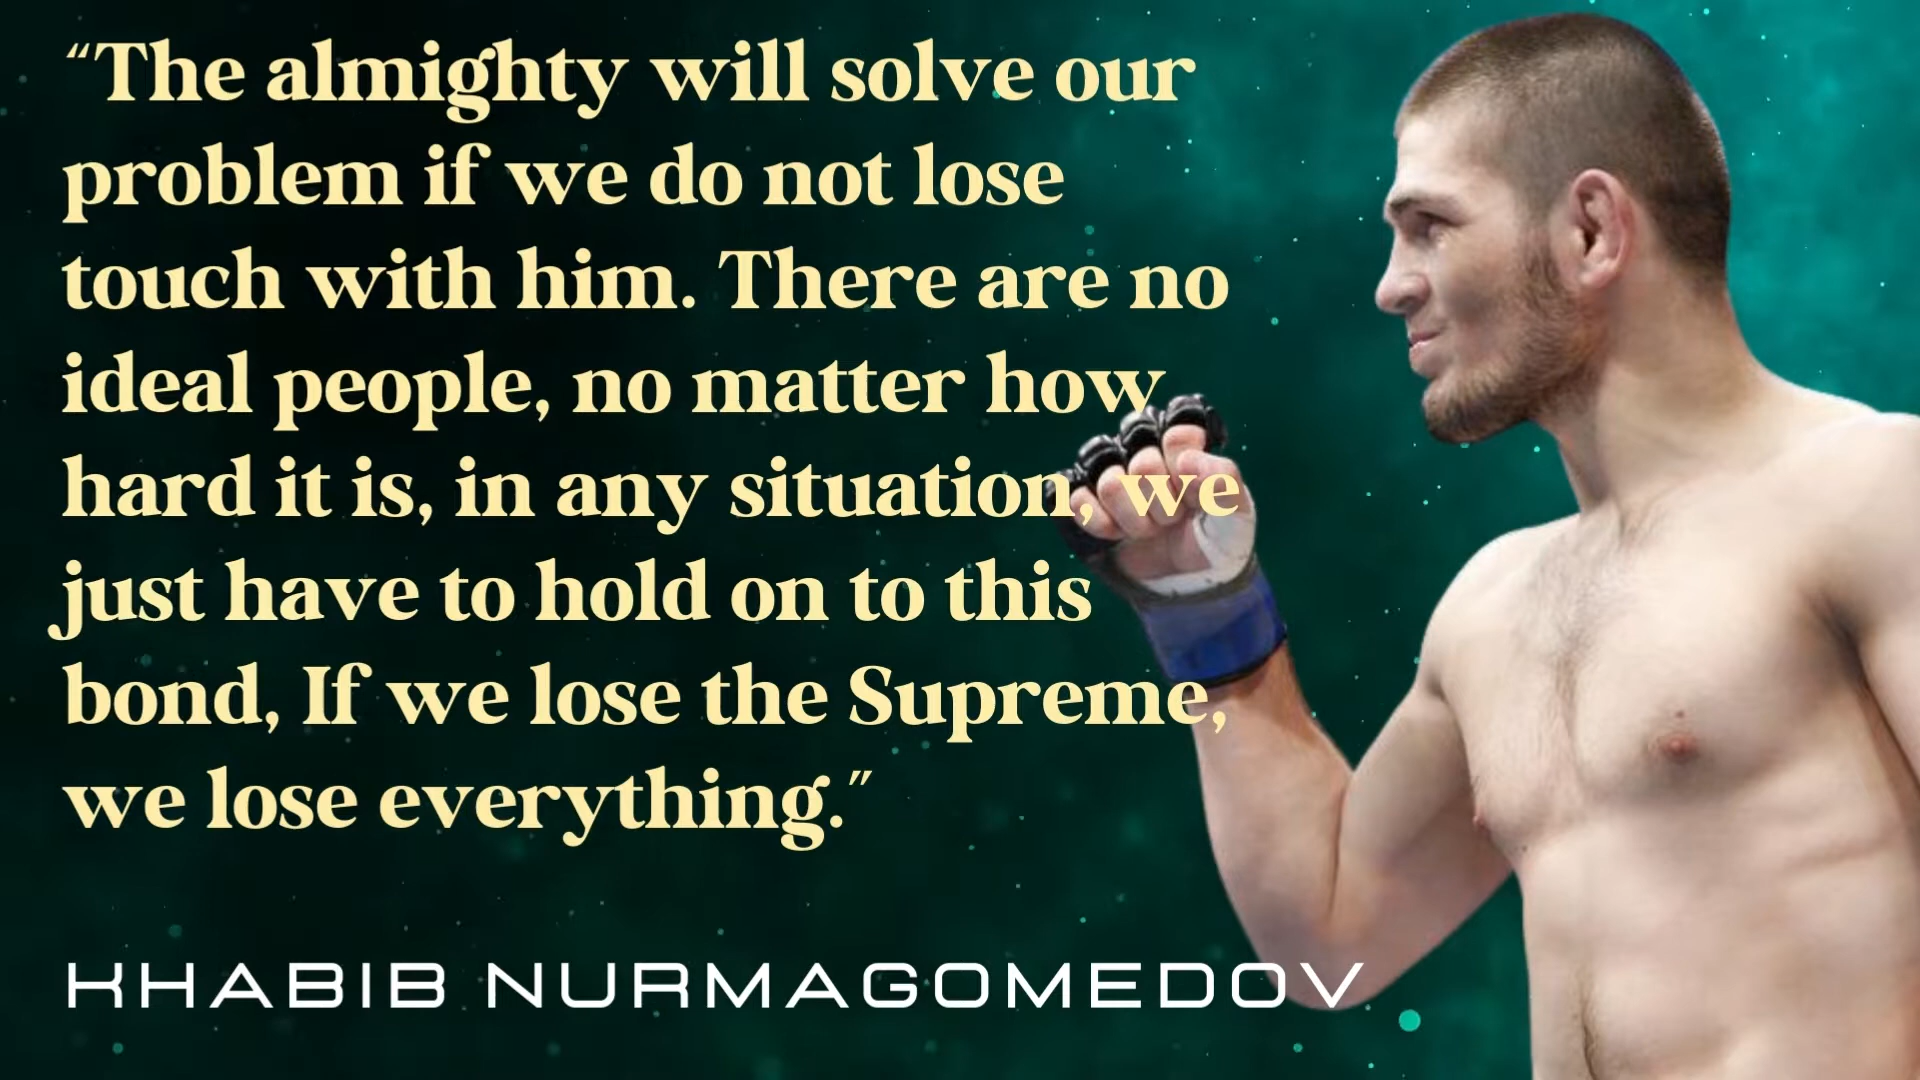 “The almighty will solve our
problem if we do not lose
touch with him. There are no
ideal people, no matter how
hard it is, in any situation, we
just have to hold on to this
bond, If we lose the Supreme,
we lose everything.”
KHABIB NURMAGOMEDOV